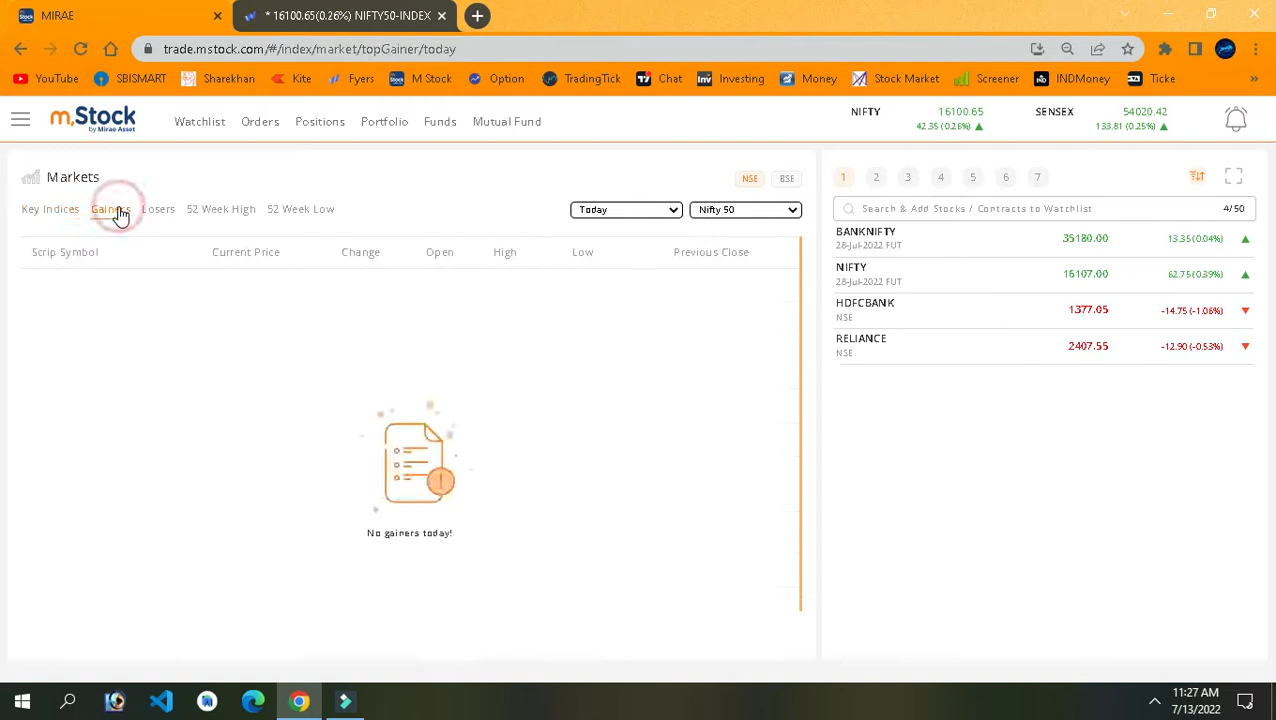 MIRAE
* 16100.65(0.26%) NIFTY50-INDEX
trade.mstock.com/#/index/market/topGainer/today
YouTube SBISMART Sharekhan Kite Fyers M Stock Option TradingTick Chat Investing Money Stock Market Screener INDMoney Ticke
m.Stock
by Mirae Asset
Watchlist Orders Positions Portfolio Funds Mutual Fund
NIFTY 16100.65
42.35 (0.26%)
SENSEX 54020.42
133.81 (0.25%)
Markets
NSE BSE
Key Indices Gainers Losers 52 Week High 52 Week Low
Today Nifty 50
Scrip Symbol Current Price Change Open High Low Previous Close
No gainers today!
1 2 3 4 5 6 7
Search & Add Stocks / Contracts to Watchlist 4/50
BANKNIFTY 35180.00 13.35 (0.04%)
28-Jul-2022 FUT
NIFTY 16107.00 62.75 (0.39%)
28-Jul-2022 FUT
HDFCBANK 1377.05 -14.75 (-1.06%)
NSE
RELIANCE 2407.55 -12.90 (-0.53%)
NSE
11:27 AM
7/13/2022